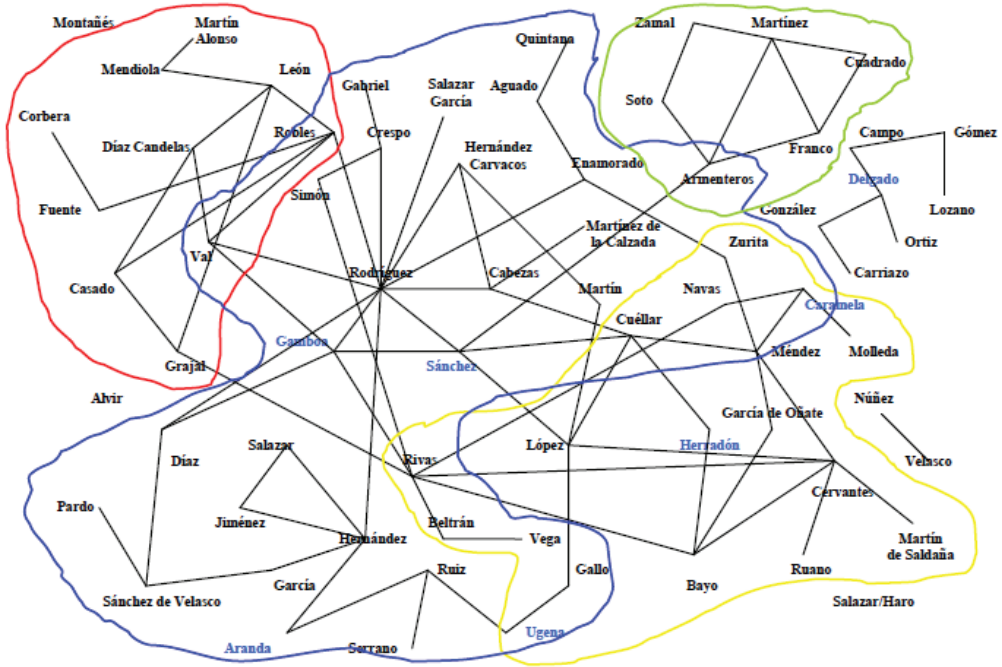 Montañés
Martín
Alonso
Mendiola
León
Corbera
Díaz Candelas
Robles
Fuente
Val
Casado
Grajal
Alvir
Quintana
Gabriel
Salazar
García
Aguado
Crespo
Hernández
Carvacos
Enamorado
Simón
Martínez de
la Calzada
Rodríguez
Cabezas
Martín
Gamboa
Sánchez
Cuéllar
Zamal
Martínez
Cuadrado
Soto
Franco
Armenteros
Campo
Gómez
Delgado
González
Lozano
Ortiz
Carriazo
Zurita
Navas
Caramela
Méndez
Molleda
García de Oñate
Núñez
López
Herradón
Velasco
Rivas
Cervantes
Díaz
Salazar
Pardo
Jiménez
Hernández
Beltrán
Vega
Martín
de Saldaña
García
Ruiz
Gallo
Bayo
Ruano
Sánchez de Velasco
Salazar/Haro
Aranda
Serrano
Ugena